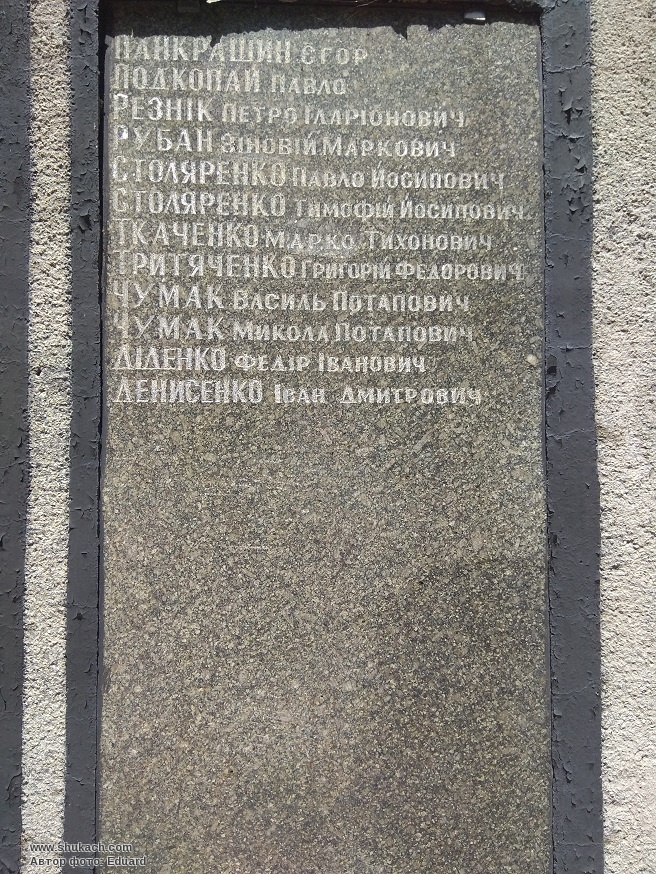 ПАНКРАШИН ЄГОР
ПОДКОПАЙ ПАВЛО
РЕЗНІК ПЕТРО ІЛАРІОНОВИЧ
РУБАН ЗІНОВІЙ МАРКОВИЧ
СТОЛЯРЕНКО ПАВЛО ЙОСИПОВИЧ
СТОЛЯРЕНКО ТИМОФІЙ ЙОСИПОВИЧ
ТКАЧЕНКО МАРКО ТИХОНОВИЧ
ТРИТЯЧЕНКО ГРИГОРІЙ ФЕДОРОВИЧ
ЧУМАК ВАСИЛЬ ПОТАПОВИЧ
ЧУМАК МИКОЛА ПОТАПОВИЧ
ДІДЕНКО ФЕДІР ІВАНОВИЧ
ДЕНИСЕНКО ІВАН ДМИТРОВИЧ
www.shukach.com
Автор фото: Eduard